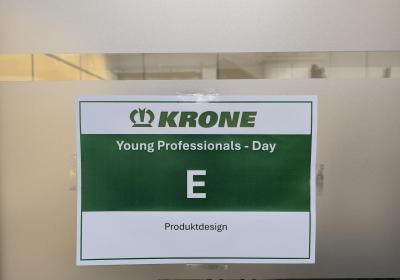 KRONE
Young Professionals - Day
E
Produktdesign